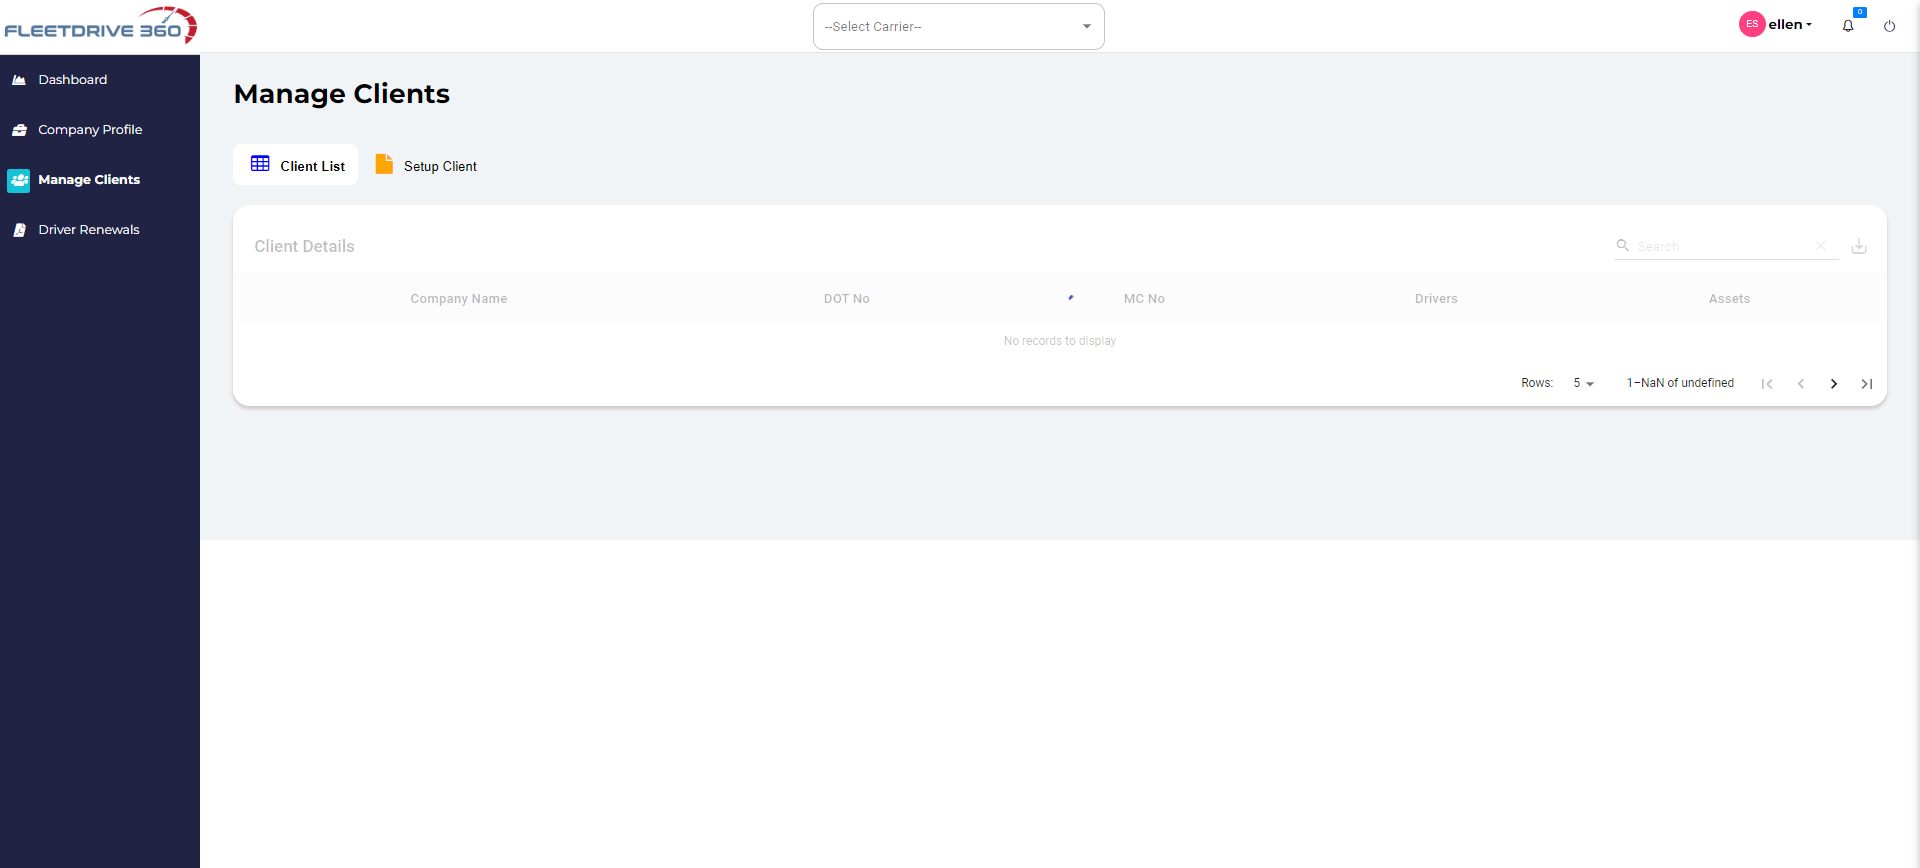 FLEETDRIVE 360
--Select Carrier--
ES ellen
0
Dashboard
Company Profile
Manage Clients
Driver Renewals
Manage Clients
Client List
Setup Client
Client Details
Search
Company Name DOT No MC No Drivers Assets
No records to display
Rows: 5 1–NaN of undefined